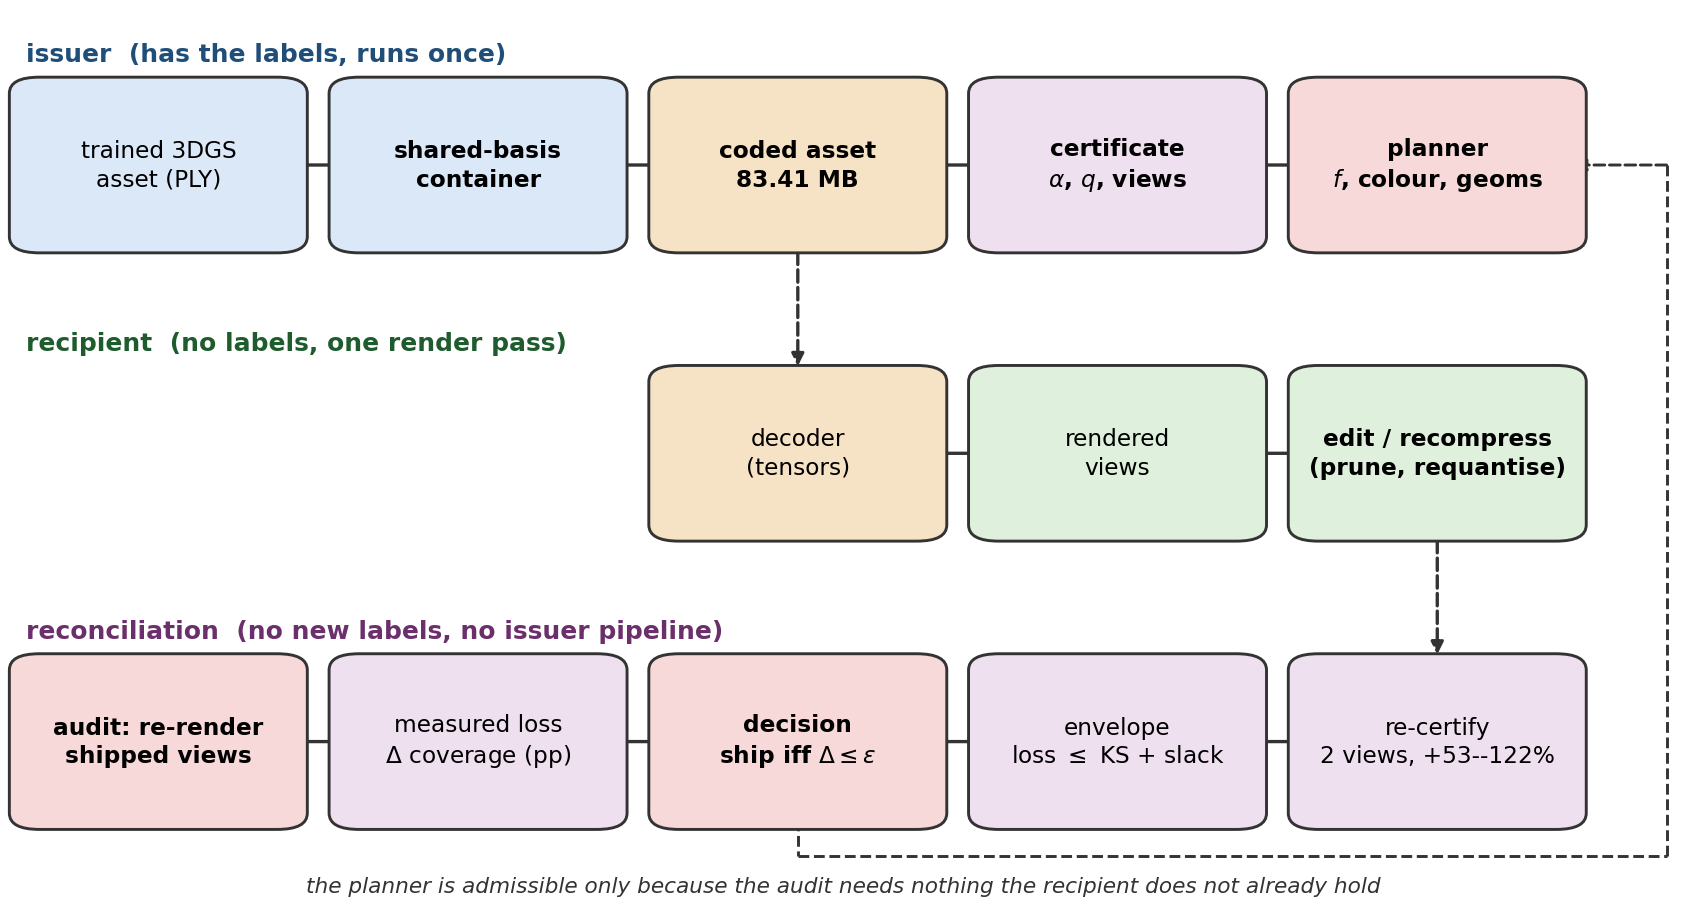 issuer  (has the labels, runs once)
trained 3DGS
asset (PLY)
shared-basis
container
coded asset
83.41 MB
certificate
α, q, views
planner
f, colour, geoms
recipient  (no labels, one render pass)
decoder
(tensors)
rendered
views
edit / recompress
(prune, requantise)
reconciliation  (no new labels, no issuer pipeline)
audit: re-render
shipped views
measured loss
Δ coverage (pp)
decision
ship iff Δ ≤ ε
envelope
loss ≤ KS + slack
re-certify
2 views, +53--122%
the planner is admissible only because the audit needs nothing the recipient does not already hold